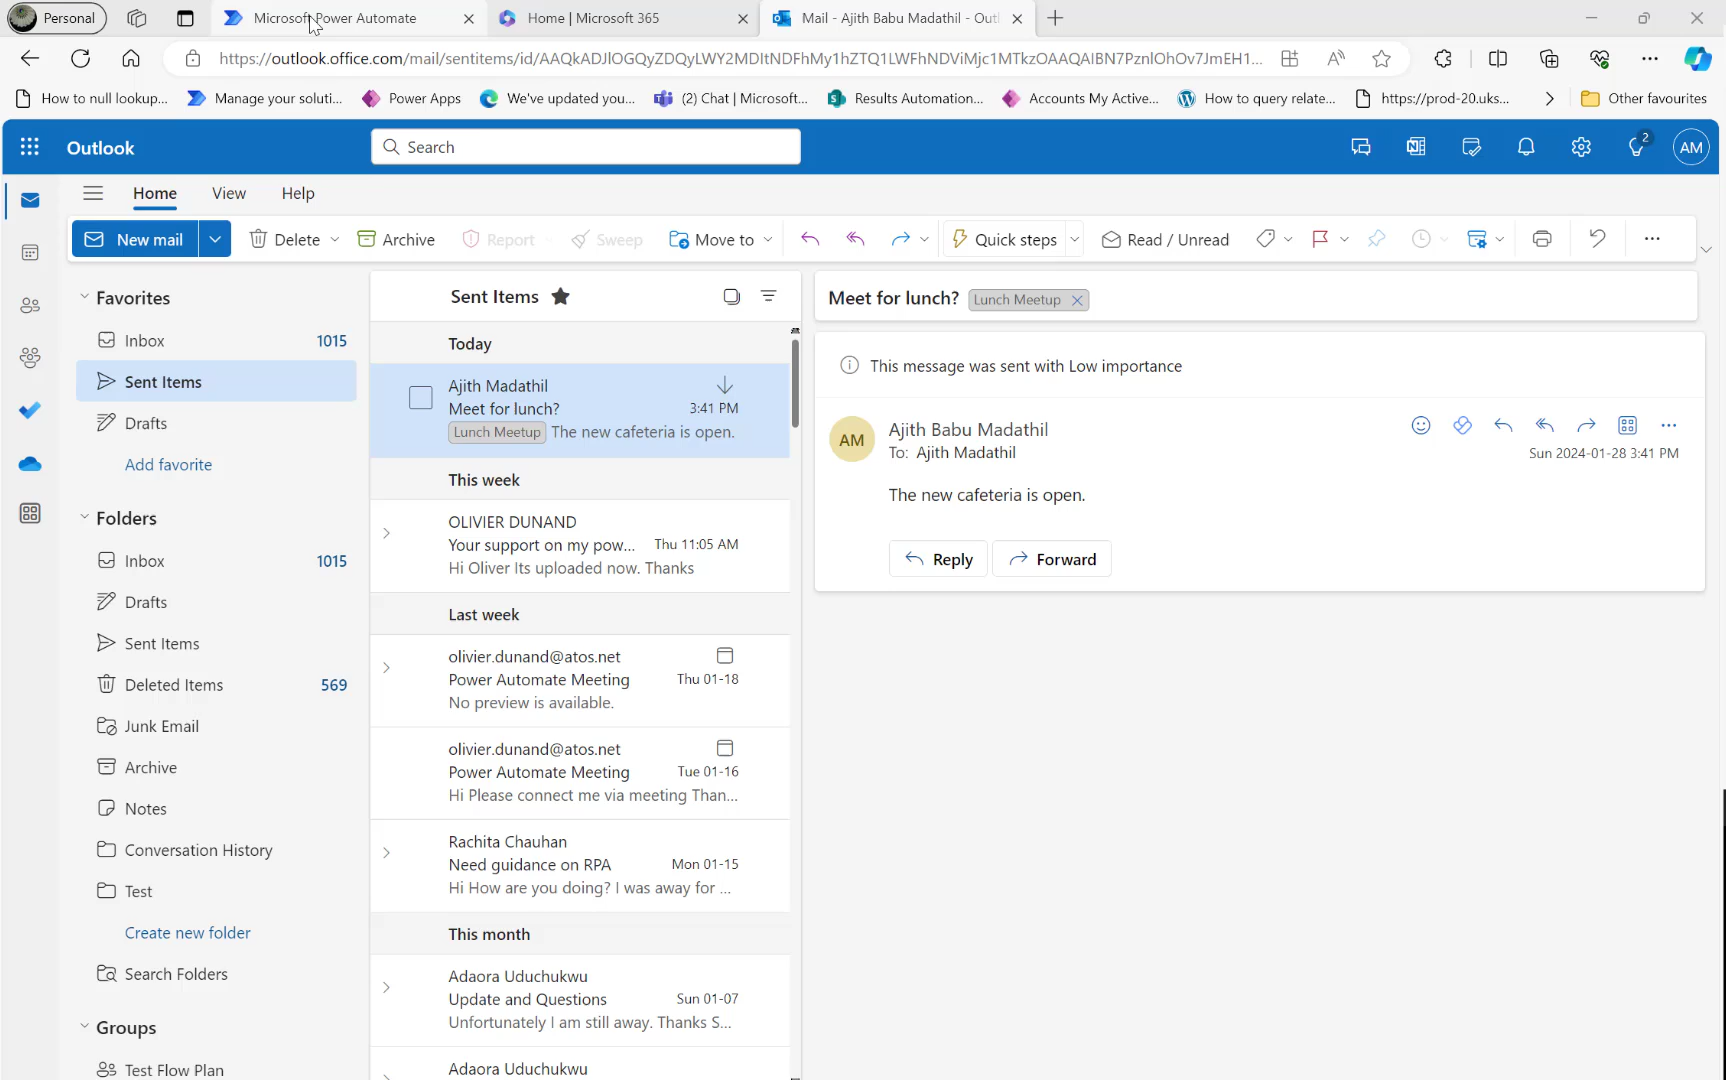 Personal
Microsoft Power Automate
Home | Microsoft 365
Mail - Ajith Babu Madathil - Outl
https://outlook.office.com/mail/sentitems/id/AAQkADJlOGQyZDQyLWY2MDItNDFhMy1hZTQ1LWFhNDViMjc1MTkzOAAQAIBN7PznlOhOv7JmEH1...
How to null lookup...
Manage your soluti...
Power Apps
We've updated you...
(2) Chat | Microsoft...
Results Automation...
Accounts My Active...
How to query relate...
https://prod-20.uks...
Other favourites
Outlook
Search
2
AM
Home
View
Help
New mail
Delete
Archive
Report
Sweep
Move to
Quick steps
Read / Unread
Favorites
Inbox 1015
Sent Items
Drafts
Add favorite
Folders
Inbox 1015
Drafts
Sent Items
Deleted Items 569
Junk Email
Archive
Notes
Conversation History
Test
Create new folder
Search Folders
Groups
Test Flow Plan
Sent Items
Today
Ajith Madathil
Meet for lunch? 3:41 PM
Lunch Meetup The new cafeteria is open.
This week
OLIVIER DUNAND
Your support on my pow... Thu 11:05 AM
Hi Oliver Its uploaded now. Thanks
Last week
olivier.dunand@atos.net
Power Automate Meeting Thu 01-18
No preview is available.
olivier.dunand@atos.net
Power Automate Meeting Tue 01-16
Hi Please connect me via meeting Than...
Rachita Chauhan
Need guidance on RPA Mon 01-15
Hi How are you doing? I was away for ...
This month
Adaora Uduchukwu
Update and Questions Sun 01-07
Unfortunately I am still away. Thanks S...
Adaora Uduchukwu
Meet for lunch? Lunch Meetup
This message was sent with Low importance
AM
Ajith Babu Madathil
To: Ajith Madathil
Sun 2024-01-28 3:41 PM
The new cafeteria is open.
Reply
Forward